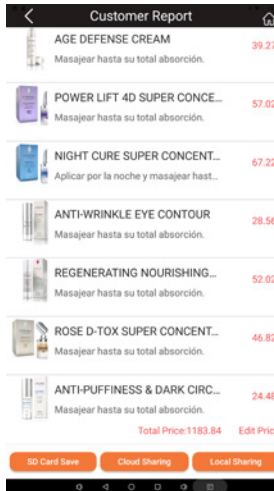 Customer Report
AGE DEFENSE CREAM
39.27
Masajear hasta su total absorción.
POWER LIFT 4D SUPER CONCE...
57.02
Masajear hasta su total absorción.
NIGHT CURE SUPER CONCENT...
67.22
Aplicar por la noche y masajear hast...
ANTI-WRINKLE EYE CONTOUR
28.56
Masajear hasta su total absorción.
REGENERATING NOURISHING...
52.02
Masajear hasta su total absorción.
ROSE D-TOX SUPER CONCENT...
46.82
Masajear hasta su total absorción.
ANTI-PUFFINESS & DARK CIRC...
24.48
Masajear hasta su total absorción.
Total Price:1183.84 Edit Pric
SD Card Save Cloud Sharing Local Sharing